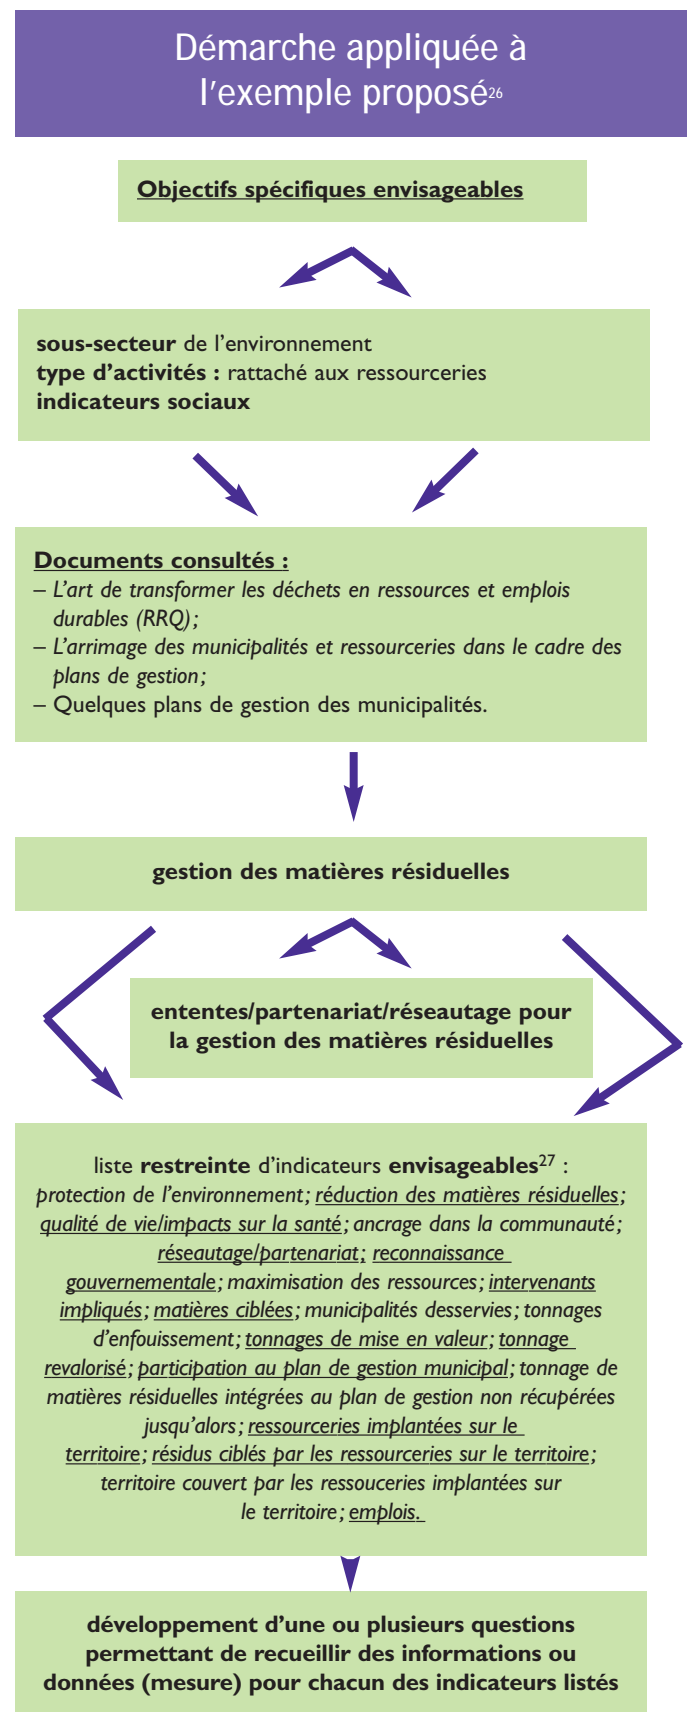 Démarche appliquée à
l'exemple proposé26
Objectifs spécifiques envisageables
sous-secteur de l'environnement
type d'activités : rattaché aux ressourceries
indicateurs sociaux
Documents consultés :
– L'art de transformer les déchets en ressources et emplois
durables (RRQ);
– L'arrimage des municipalités et ressourceries dans le cadre des
plans de gestion;
– Quelques plans de gestion des municipalités.
gestion des matières résiduelles
ententes/partenariat/réseautage pour
la gestion des matières résiduelles
liste restreinte d'indicateurs envisageables27 :
protection de l'environnement; réduction des matières résiduelles;
qualité de vie/impacts sur la santé; ancrage dans la communauté;
réseautage/partenariat; reconnaissance
gouvernementale; maximisation des ressources; intervenants
impliqués; matières ciblées; municipalités desservies; tonnages
d'enfouissement; tonnages de mise en valeur; tonnage
revalorisé; participation au plan de gestion municipal; tonnage de
matières résiduelles intégrées au plan de gestion non récupérées
jusqu'alors; ressourceries implantées sur le
territoire; résidus ciblés par les ressourceries sur le territoire;
territoire couvert par les ressouceries implantées sur
le territoire; emplois.
développement d'une ou plusieurs questions
permettant de recueillir des informations ou
données (mesure) pour chacun des indicateurs listés